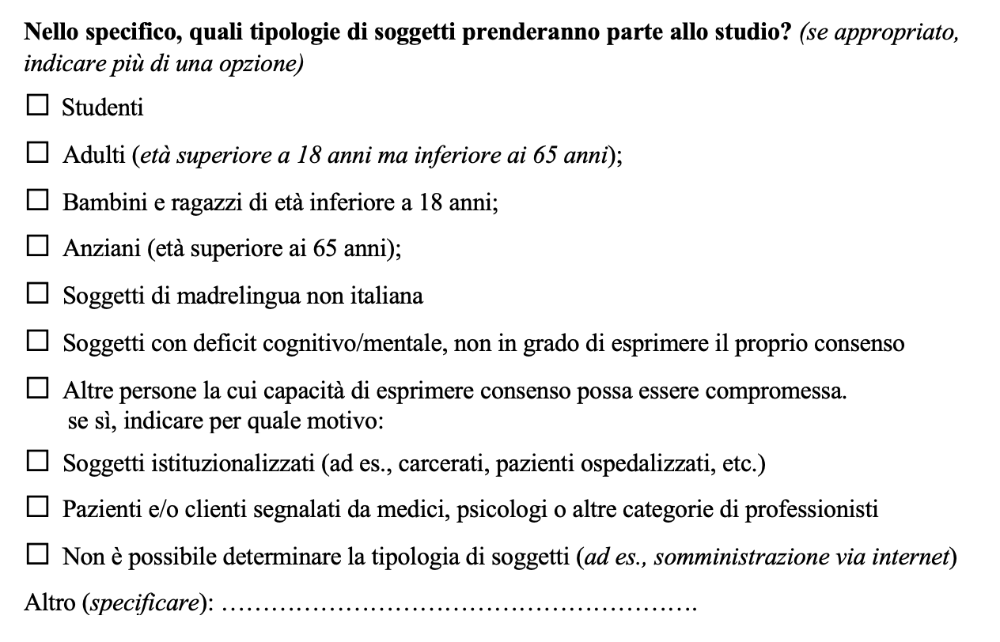 Nello specifico, quali tipologie di soggetti prenderanno parte allo studio? (se appropriato,
indicare più di una opzione)
☐ Studenti
☐ Adulti (età superiore a 18 anni ma inferiore ai 65 anni);
☐ Bambini e ragazzi di età inferiore a 18 anni;
☐ Anziani (età superiore ai 65 anni);
☐ Soggetti di madrelingua non italiana
☐ Soggetti con deficit cognitivo/mentale, non in grado di esprimere il proprio consenso
☐ Altre persone la cui capacità di esprimere consenso possa essere compromessa.
se sì, indicare per quale motivo:
☐ Soggetti istituzionalizzati (ad es., carcerati, pazienti ospedalizzati, etc.)
☐ Pazienti e/o clienti segnalati da medici, psicologi o altre categorie di professionisti
☐ Non è possibile determinare la tipologia di soggetti (ad es., somministrazione via internet)
Altro (specificare): ………………………………………………….